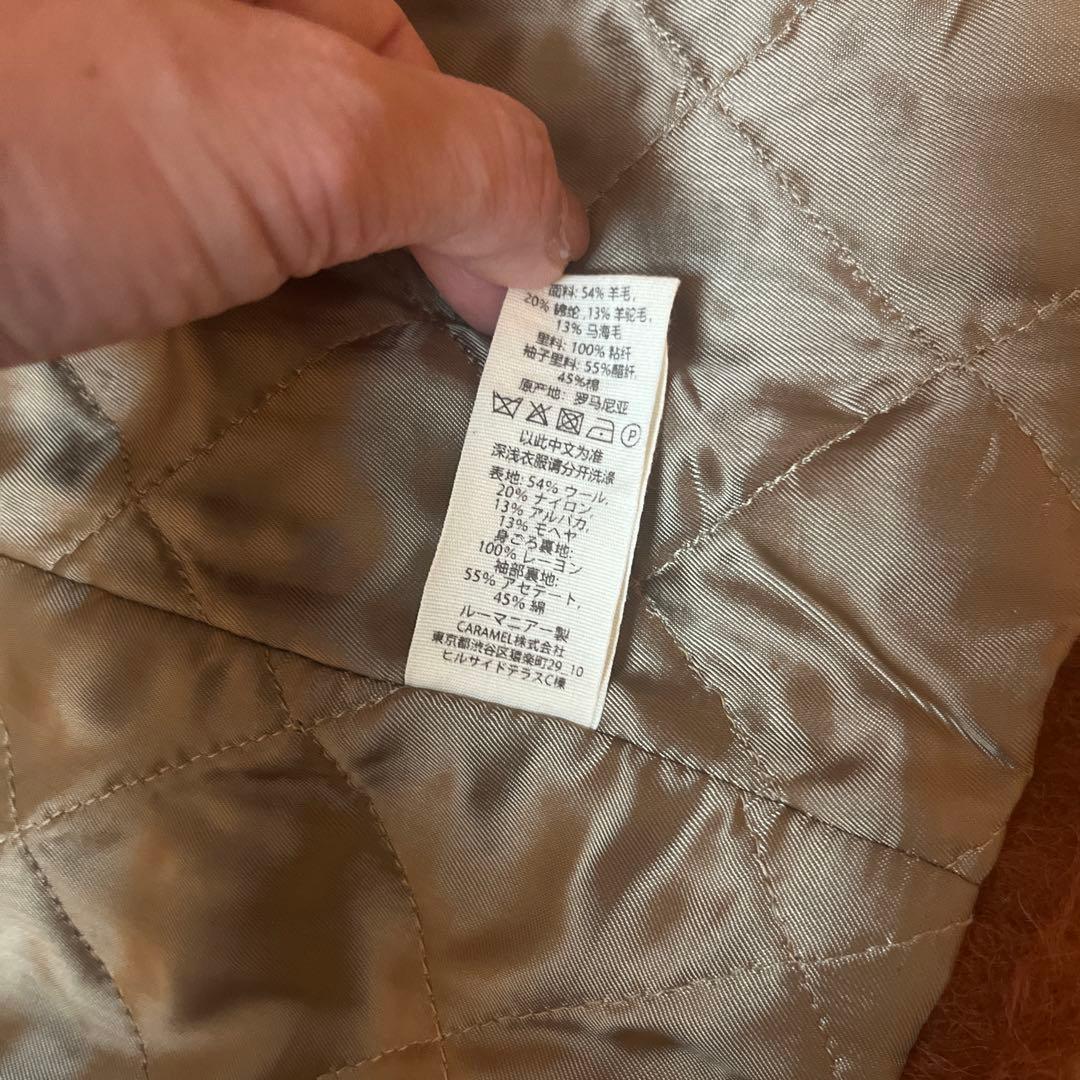 面料: 54% 羊毛,
20% 锦纶 ,13% 羊驼毛,
13% 马海毛
里料: 100% 粘纤
袖子里料: 55%醋纤,
45%棉
原产地: 罗马尼亚
P
以此中文为准
深浅衣服请分开洗涤
表地: 54% ウール,
20% ナイロン,
13% アルパカ,
13% モヘヤ
身ごろ裏地:
100% レーヨン
袖部裏地:
55% アセテート,
45% 綿
ルーマニアー製
CARAMEL株式会社
東京都渋谷区猿楽町29_10
ヒルサイドテラスC棟